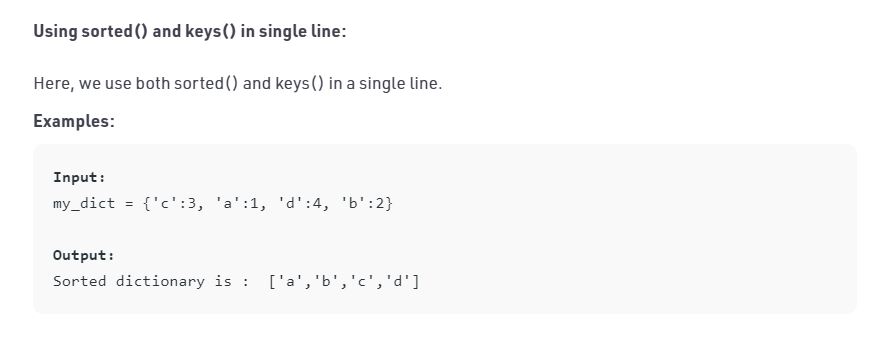 Using sorted() and keys() in single line:
Here, we use both sorted() and keys() in a single line.
Examples:
Input:
my_dict = {'c':3, 'a':1, 'd':4, 'b':2}
Output:
Sorted dictionary is :  ['a','b','c','d']